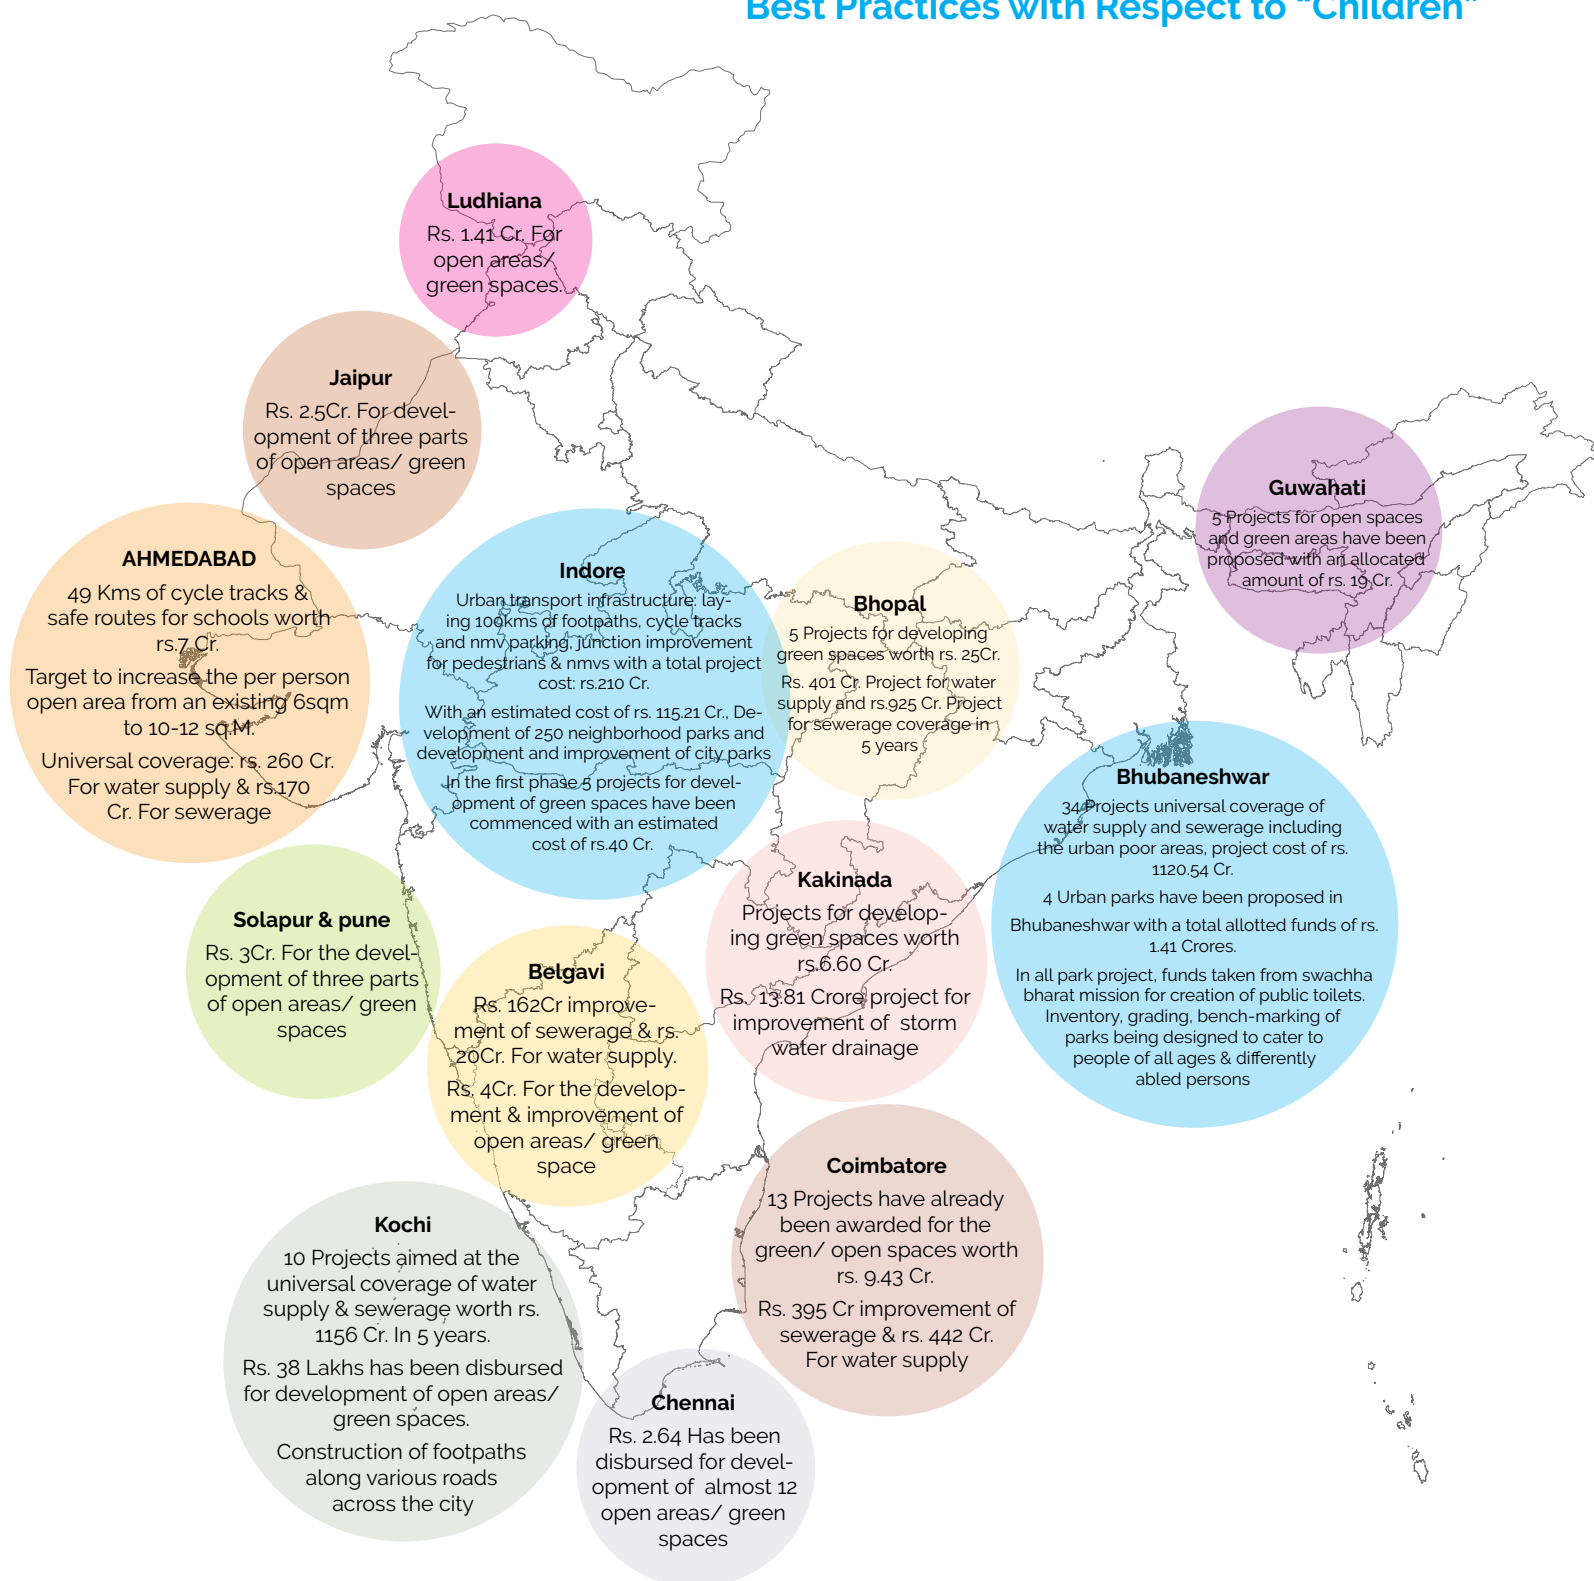 Best Practices with Respect to “Children”
Ludhiana
Rs. 1.41 Cr. For
open areas/
green spaces.
Jaipur
Rs. 2.5Cr. For devel-
opment of three parts
of open areas/ green
spaces
Guwahati
5 Projects for open spaces
and green areas have been
proposed with an allocated
amount of rs. 19 Cr.
AHMEDABAD
49 Kms of cycle tracks &
safe routes for schools worth
rs.7 Cr.
Target to increase the per person
open area from an existing 6sqm
to 10-12 sq.M.
Universal coverage: rs. 260 Cr.
For water supply & rs.170
Cr. For sewerage
Indore
Urban transport infrastructure: lay-
ing 100kms of footpaths, cycle tracks
and nmv parking, junction improvement
for pedestrians & nmvs with a total project
cost: rs.210 Cr.
With an estimated cost of rs. 115.21 Cr., De-
velopment of 250 neighborhood parks and
development and improvement of city parks
In the first phase 5 projects for devel-
opment of green spaces have been
commenced with an estimated
cost of rs.40 Cr.
Bhopal
5 Projects for developing
green spaces worth rs. 25Cr.
Rs. 401 Cr. Project for water
supply and rs.925 Cr. Project
for sewerage coverage in
5 years
Bhubaneshwar
34 Projects universal coverage of
water supply and sewerage including
the urban poor areas, project cost of rs.
1120.54 Cr.
4 Urban parks have been proposed in
Bhubaneshwar with a total allotted funds of rs.
1.41 Crores.
In all park project, funds taken from swachha
bharat mission for creation of public toilets.
Inventory, grading, bench-marking of
parks being designed to cater to
people of all ages & differently
abled persons
Solapur & pune
Rs. 3Cr. For the devel-
opment of three parts
of open areas/ green
spaces
Kakinada
Projects for develop-
ing green spaces worth
rs.6.60 Cr.
Rs. 13.81 Crore project for
improvement of storm
water drainage
Belgavi
Rs. 162Cr improve-
ment of sewerage & rs.
20Cr. For water supply.
Rs. 4Cr. For the develop-
ment & improvement of
open areas/ green
space
Coimbatore
13 Projects have already
been awarded for the
green/ open spaces worth
rs. 9.43 Cr.
Rs. 395 Cr improvement of
sewerage & rs. 442 Cr.
For water supply
Kochi
10 Projects aimed at the
universal coverage of water
supply & sewerage worth rs.
1156 Cr. In 5 years.
Rs. 38 Lakhs has been disbursed
for development of open areas/
green spaces.
Construction of footpaths
along various roads
across the city
Chennai
Rs. 2.64 Has been
disbursed for devel-
opment of almost 12
open areas/ green
spaces